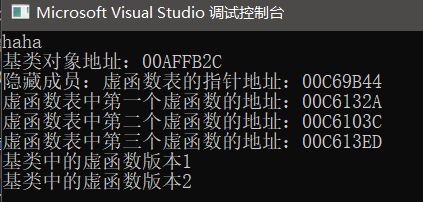 Microsoft Visual Studio 调试控制台
haha
基类对象地址：00AFFB2C
隐藏成员：虚函数表的指针地址：00C69B44
虚函数表中第一个虚函数的地址：00C6132A
虚函数表中第二个虚函数的地址：00C6103C
虚函数表中第三个虚函数的地址：00C613ED
基类中的虚函数版本1
基类中的虚函数版本2